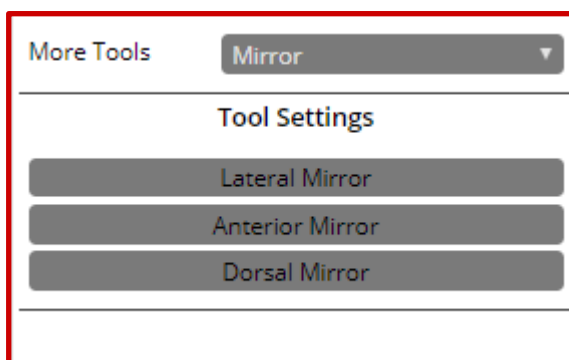 More Tools Mirror
Tool Settings
Lateral Mirror
Anterior Mirror
Dorsal Mirror